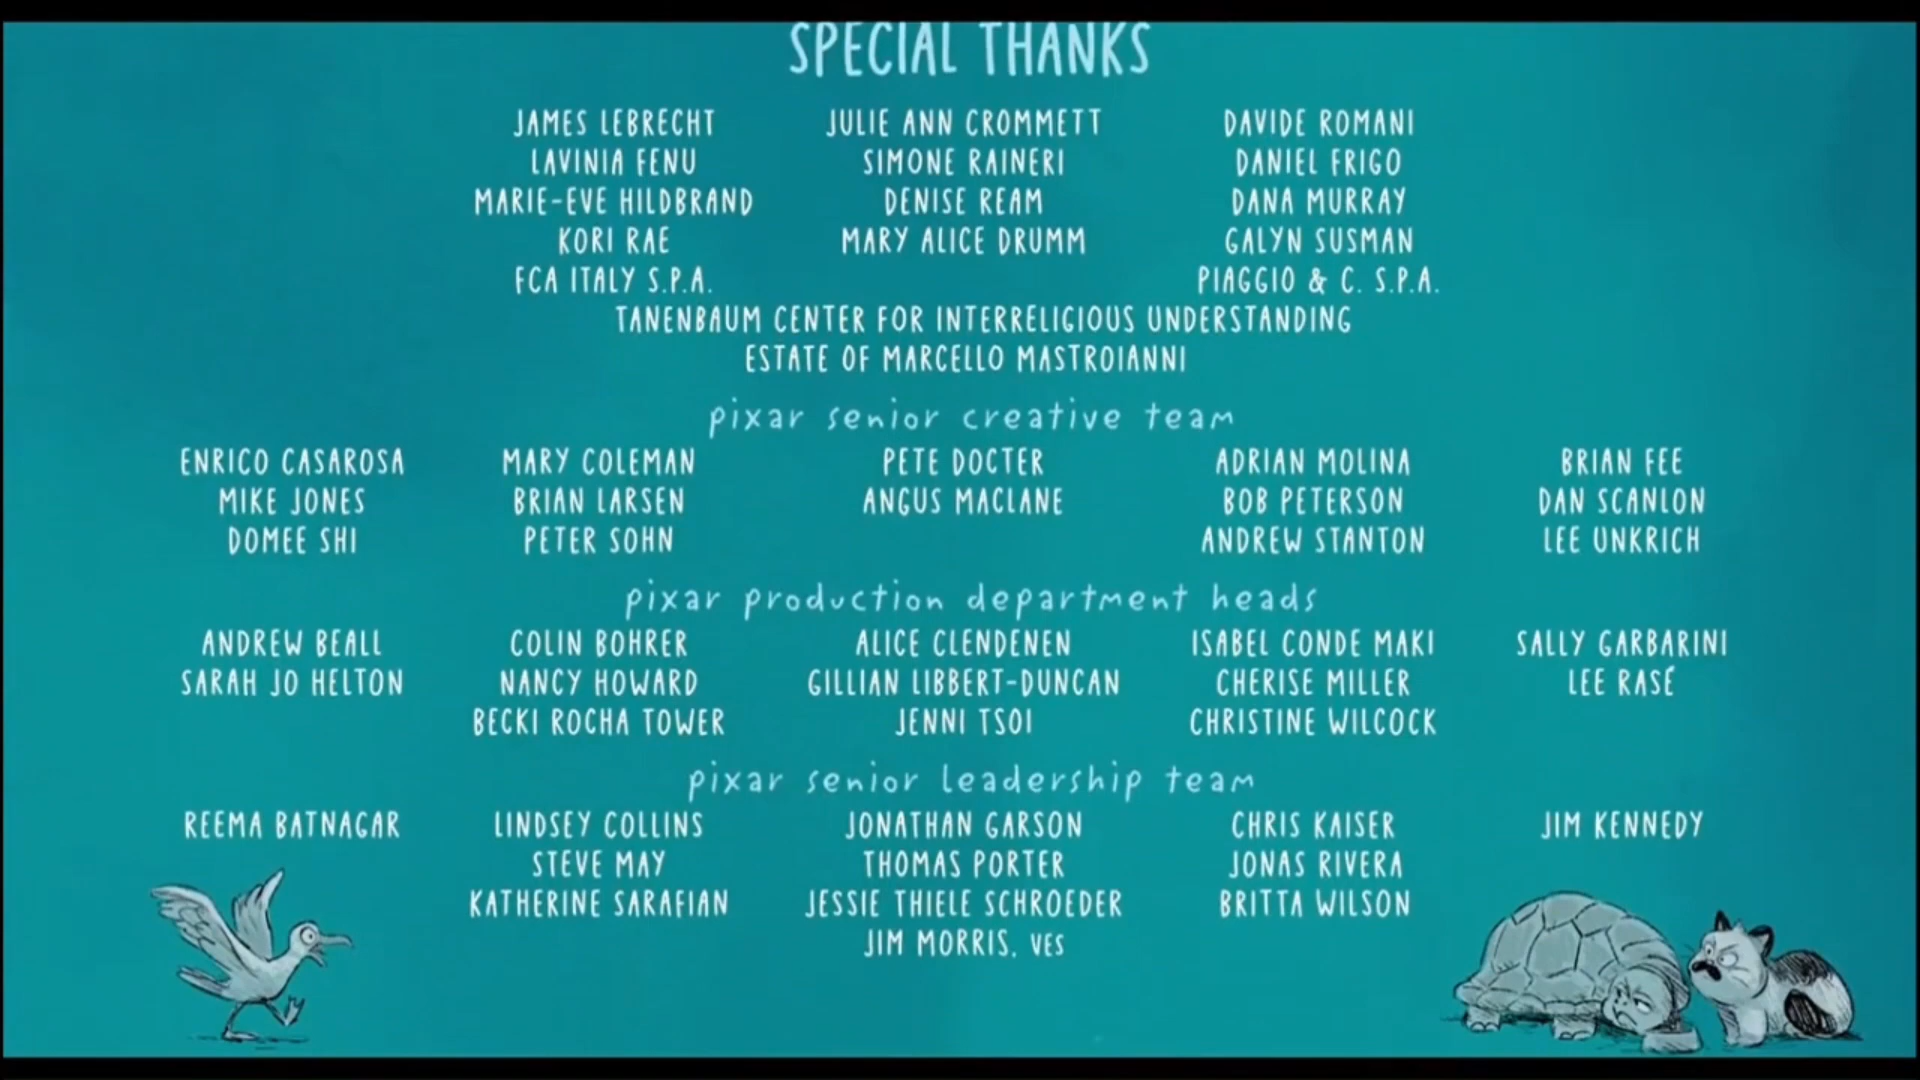 SPECIAL THANKS
JAMES LEBRECHT JULIE ANN CROMMETT DAVIDE ROMANI
LAVINIA FENU SIMONE RAINERI DANIEL FRIGO
MARIE-EVE HILDBRAND DENISE REAM DANA MURRAY
KORI RAE MARY ALICE DRUMM GALYN SUSMAN
FCA ITALY S.P.A. PIAGGIO & C. S.P.A.
TANENBAUM CENTER FOR INTERRELIGIOUS UNDERSTANDING
ESTATE OF MARCELLO MASTROIANNI
pixar senior creative team
ENRICO CASAROSA MARY COLEMAN PETE DOCTER ADRIAN MOLINA BRIAN FEE
MIKE JONES BRIAN LARSEN ANGUS MACLANE BOB PETERSON DAN SCANLON
DOMEE SHI PETER SOHN ANDREW STANTON LEE UNKRICH
pixar production department heads
ANDREW BEALL COLIN BOHRER ALICE CLENDENEN ISABEL CONDE MAKI SALLY GARBARINI
SARAH JO HELTON NANCY HOWARD GILLIAN LIBBERT-DUNCAN CHERISE MILLER LEE RASÉ
BECKI ROCHA TOWER JENNI TSOI CHRISTINE WILCOCK
pixar senior leadership team
REEMA BATNAGAR LINDSEY COLLINS JONATHAN GARSON CHRIS KAISER JIM KENNEDY
STEVE MAY THOMAS PORTER JONAS RIVERA
KATHERINE SARAFIAN JESSIE THIELE SCHROEDER BRITTA WILSON
JIM MORRIS, VES